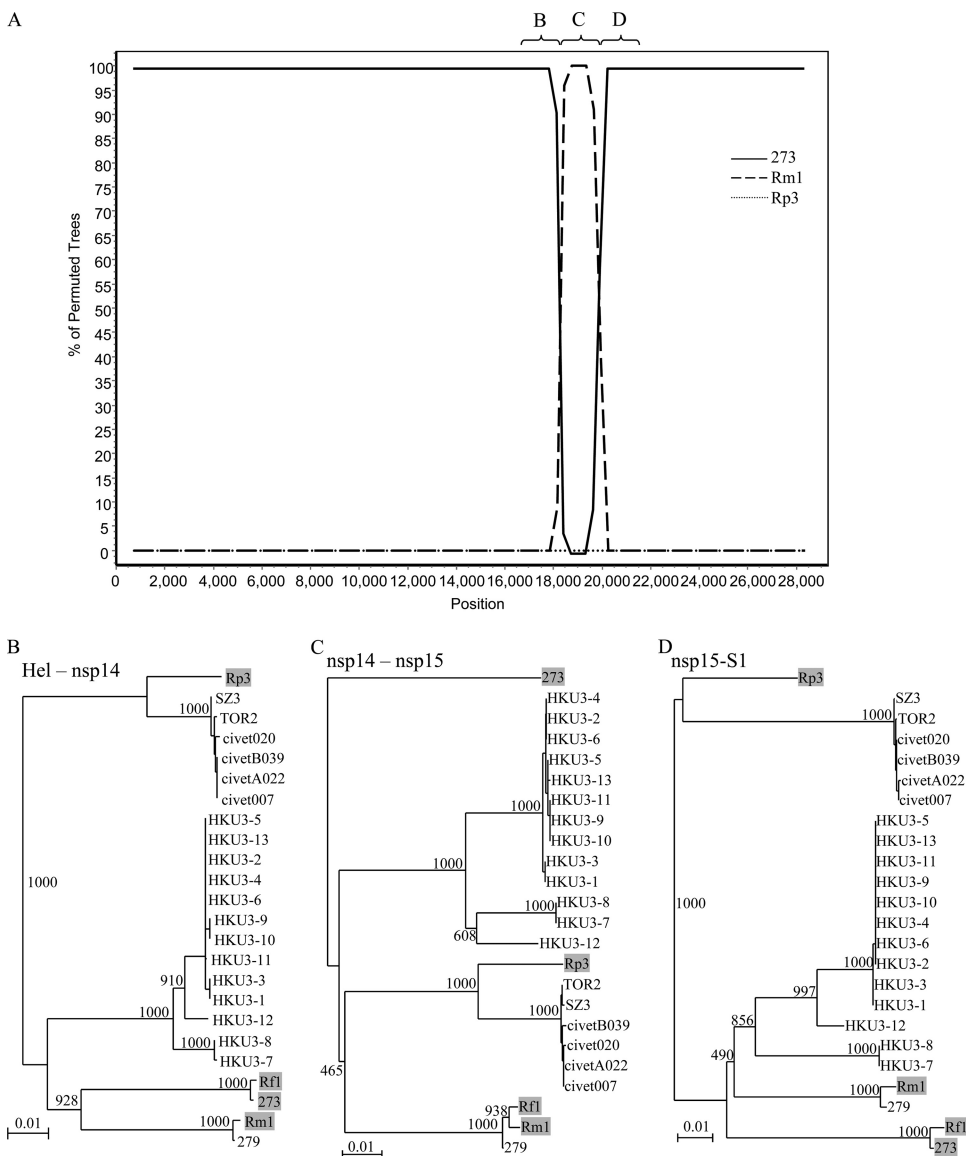 A
B C D
100
95
90
85
80
75
70
65
60
55
50
45
40
35
30
25
20
15
10
5
0
% of Permuted Trees
273
Rm1
Rp3
0 2,000 4,000 6,000 8,000 10,000 12,000 14,000 16,000 18,000 20,000 22,000 24,000 26,000 28,000
Position
B
Hel – nsp14
Rp3
SZ3
1000
TOR2
civet020
civetB039
civetA022
civet007
HKU3-5
HKU3-13
HKU3-2
HKU3-4
1000
HKU3-6
HKU3-9
HKU3-10
HKU3-11
910
HKU3-3
HKU3-1
1000
HKU3-12
HKU3-8
1000
HKU3-7
Rf1
1000
273
928
Rm1
1000
279
0.01
C
nsp14 – nsp15
273
HKU3-4
HKU3-2
HKU3-6
HKU3-5
HKU3-13
HKU3-11
1000
HKU3-9
HKU3-10
HKU3-3
1000
HKU3-1
HKU3-8
1000
HKU3-7
608
HKU3-12
Rp3
1000
TOR2
SZ3
1000
civetB039
civet020
civetA022
465
civet007
Rf1
938
Rm1
1000
279
0.01
D
nsp15-S1
Rp3
SZ3
1000
TOR2
civet020
civetB039
civetA022
civet007
HKU3-5
HKU3-13
HKU3-11
HKU3-9
1000
HKU3-10
HKU3-4
HKU3-6
1000
HKU3-2
HKU3-3
997
HKU3-1
856
HKU3-12
HKU3-8
1000
HKU3-7
490
Rm1
1000
279
Rf1
1000
273
0.01